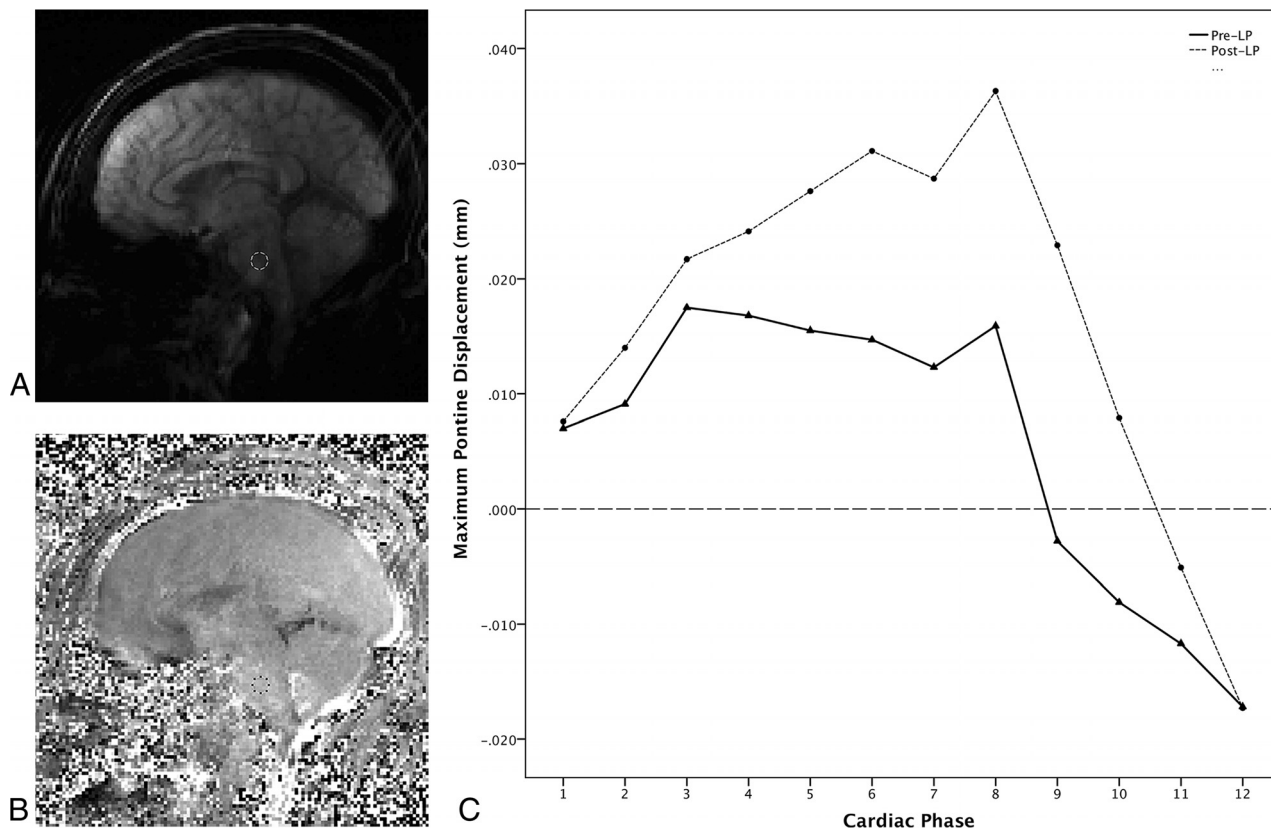 A
B
C
Pre-LP
Post-LP
...
Maximum Pontine Displacement (mm)
.040
.030
.020
.010
.000
-.010
-.020
1 2 3 4 5 6 7 8 9 10 11 12
Cardiac Phase